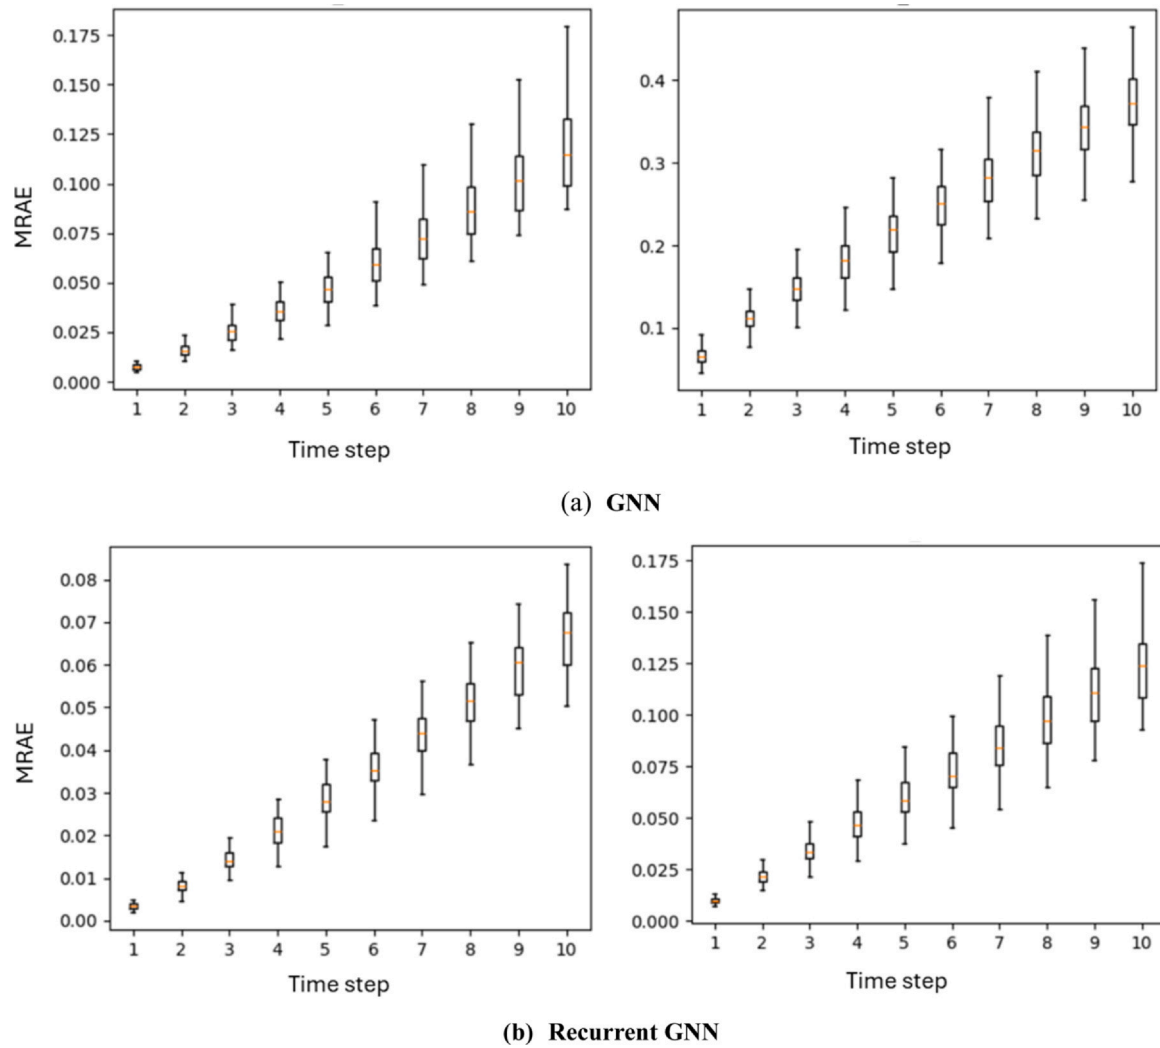 0.175
0.150
0.125
0.100
0.075
0.050
0.025
0.000
MRAE
1 2 3 4 5 6 7 8 9 10
Time step
0.4
0.3
0.2
0.1
1 2 3 4 5 6 7 8 9 10
Time step
(a) GNN
0.08
0.07
0.06
0.05
0.04
0.03
0.02
0.01
0.00
MRAE
1 2 3 4 5 6 7 8 9 10
Time step
0.175
0.150
0.125
0.100
0.075
0.050
0.025
0.000
1 2 3 4 5 6 7 8 9 10
Time step
(b) Recurrent GNN